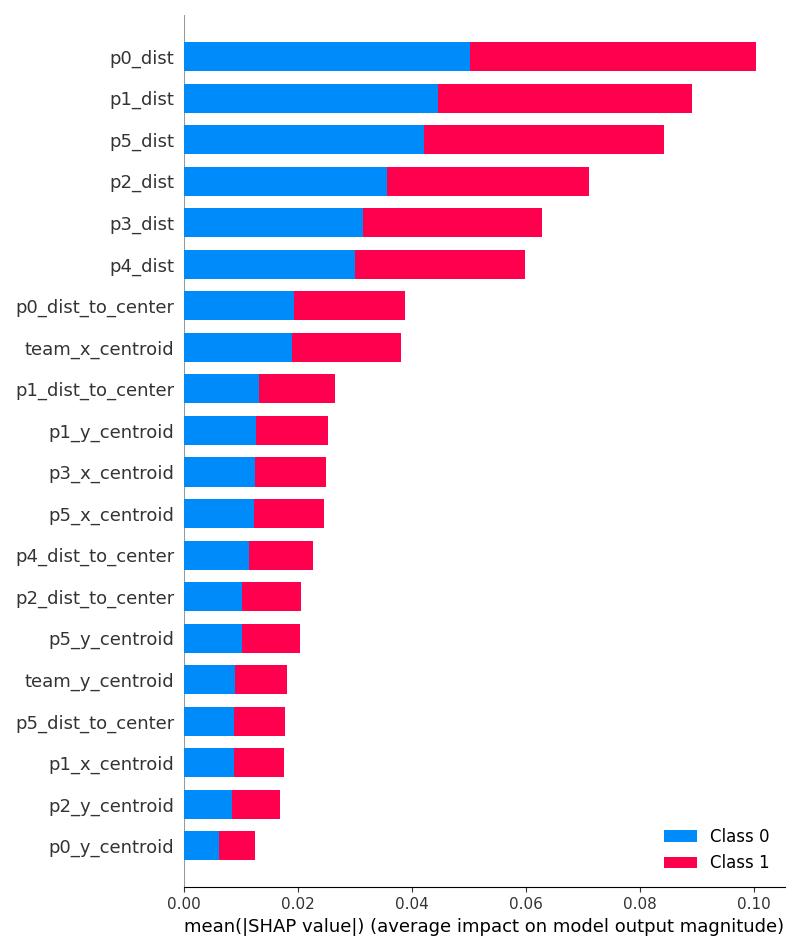 p0_dist
p1_dist
p5_dist
p2_dist
p3_dist
p4_dist
p0_dist_to_center
team_x_centroid
p1_dist_to_center
p1_y_centroid
p3_x_centroid
p5_x_centroid
p4_dist_to_center
p2_dist_to_center
p5_y_centroid
team_y_centroid
p5_dist_to_center
p1_x_centroid
p2_y_centroid
p0_y_centroid
Class 0
Class 1
0.00 0.02 0.04 0.06 0.08 0.10
mean(|SHAP value|) (average impact on model output magnitude)